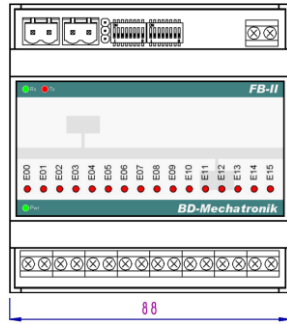 Rx Tx FB-II
E00 E01 E02 E03 E04 E05 E06 E07 E08 E09 E10 E11 E12 E13 E14 E15
Pwr BD-Mechatronik
88